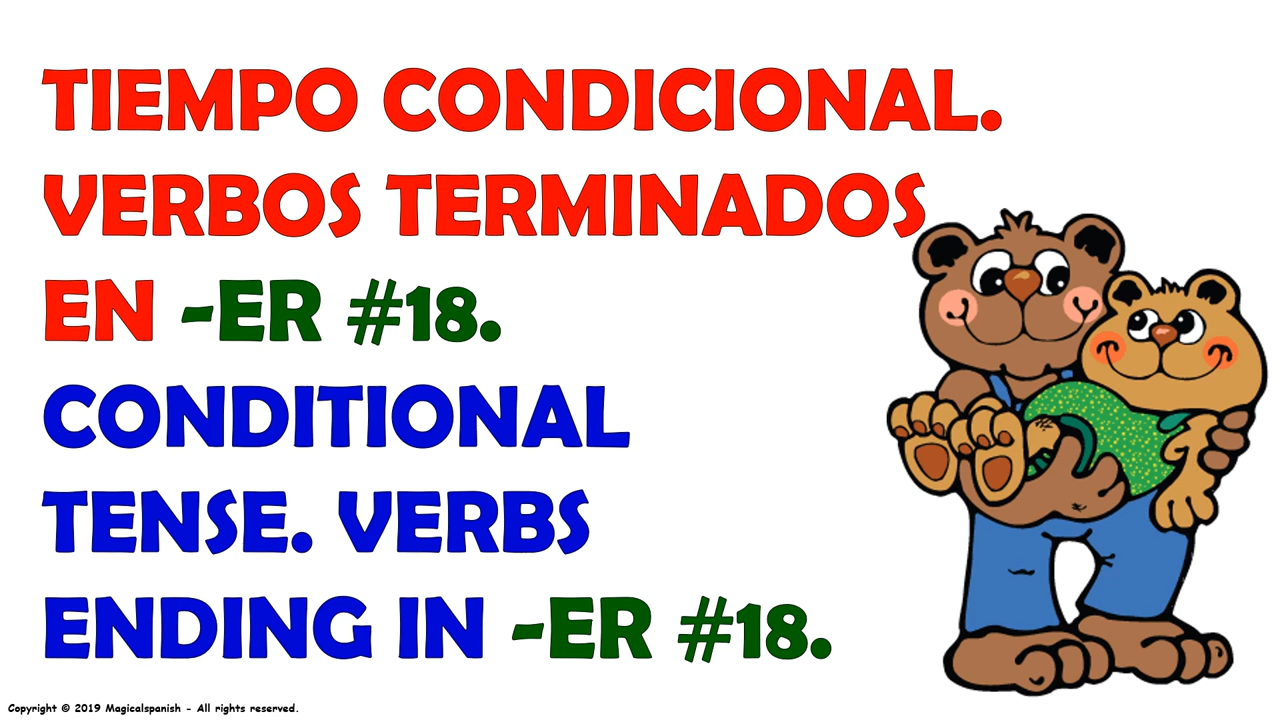 TIEMPO CONDICIONAL.
VERBOS TERMINADOS
EN -ER #18.
CONDITIONAL
TENSE. VERBS
ENDING IN -ER #18.
Copyright © 2019 Magicalspanish - All rights reserved.